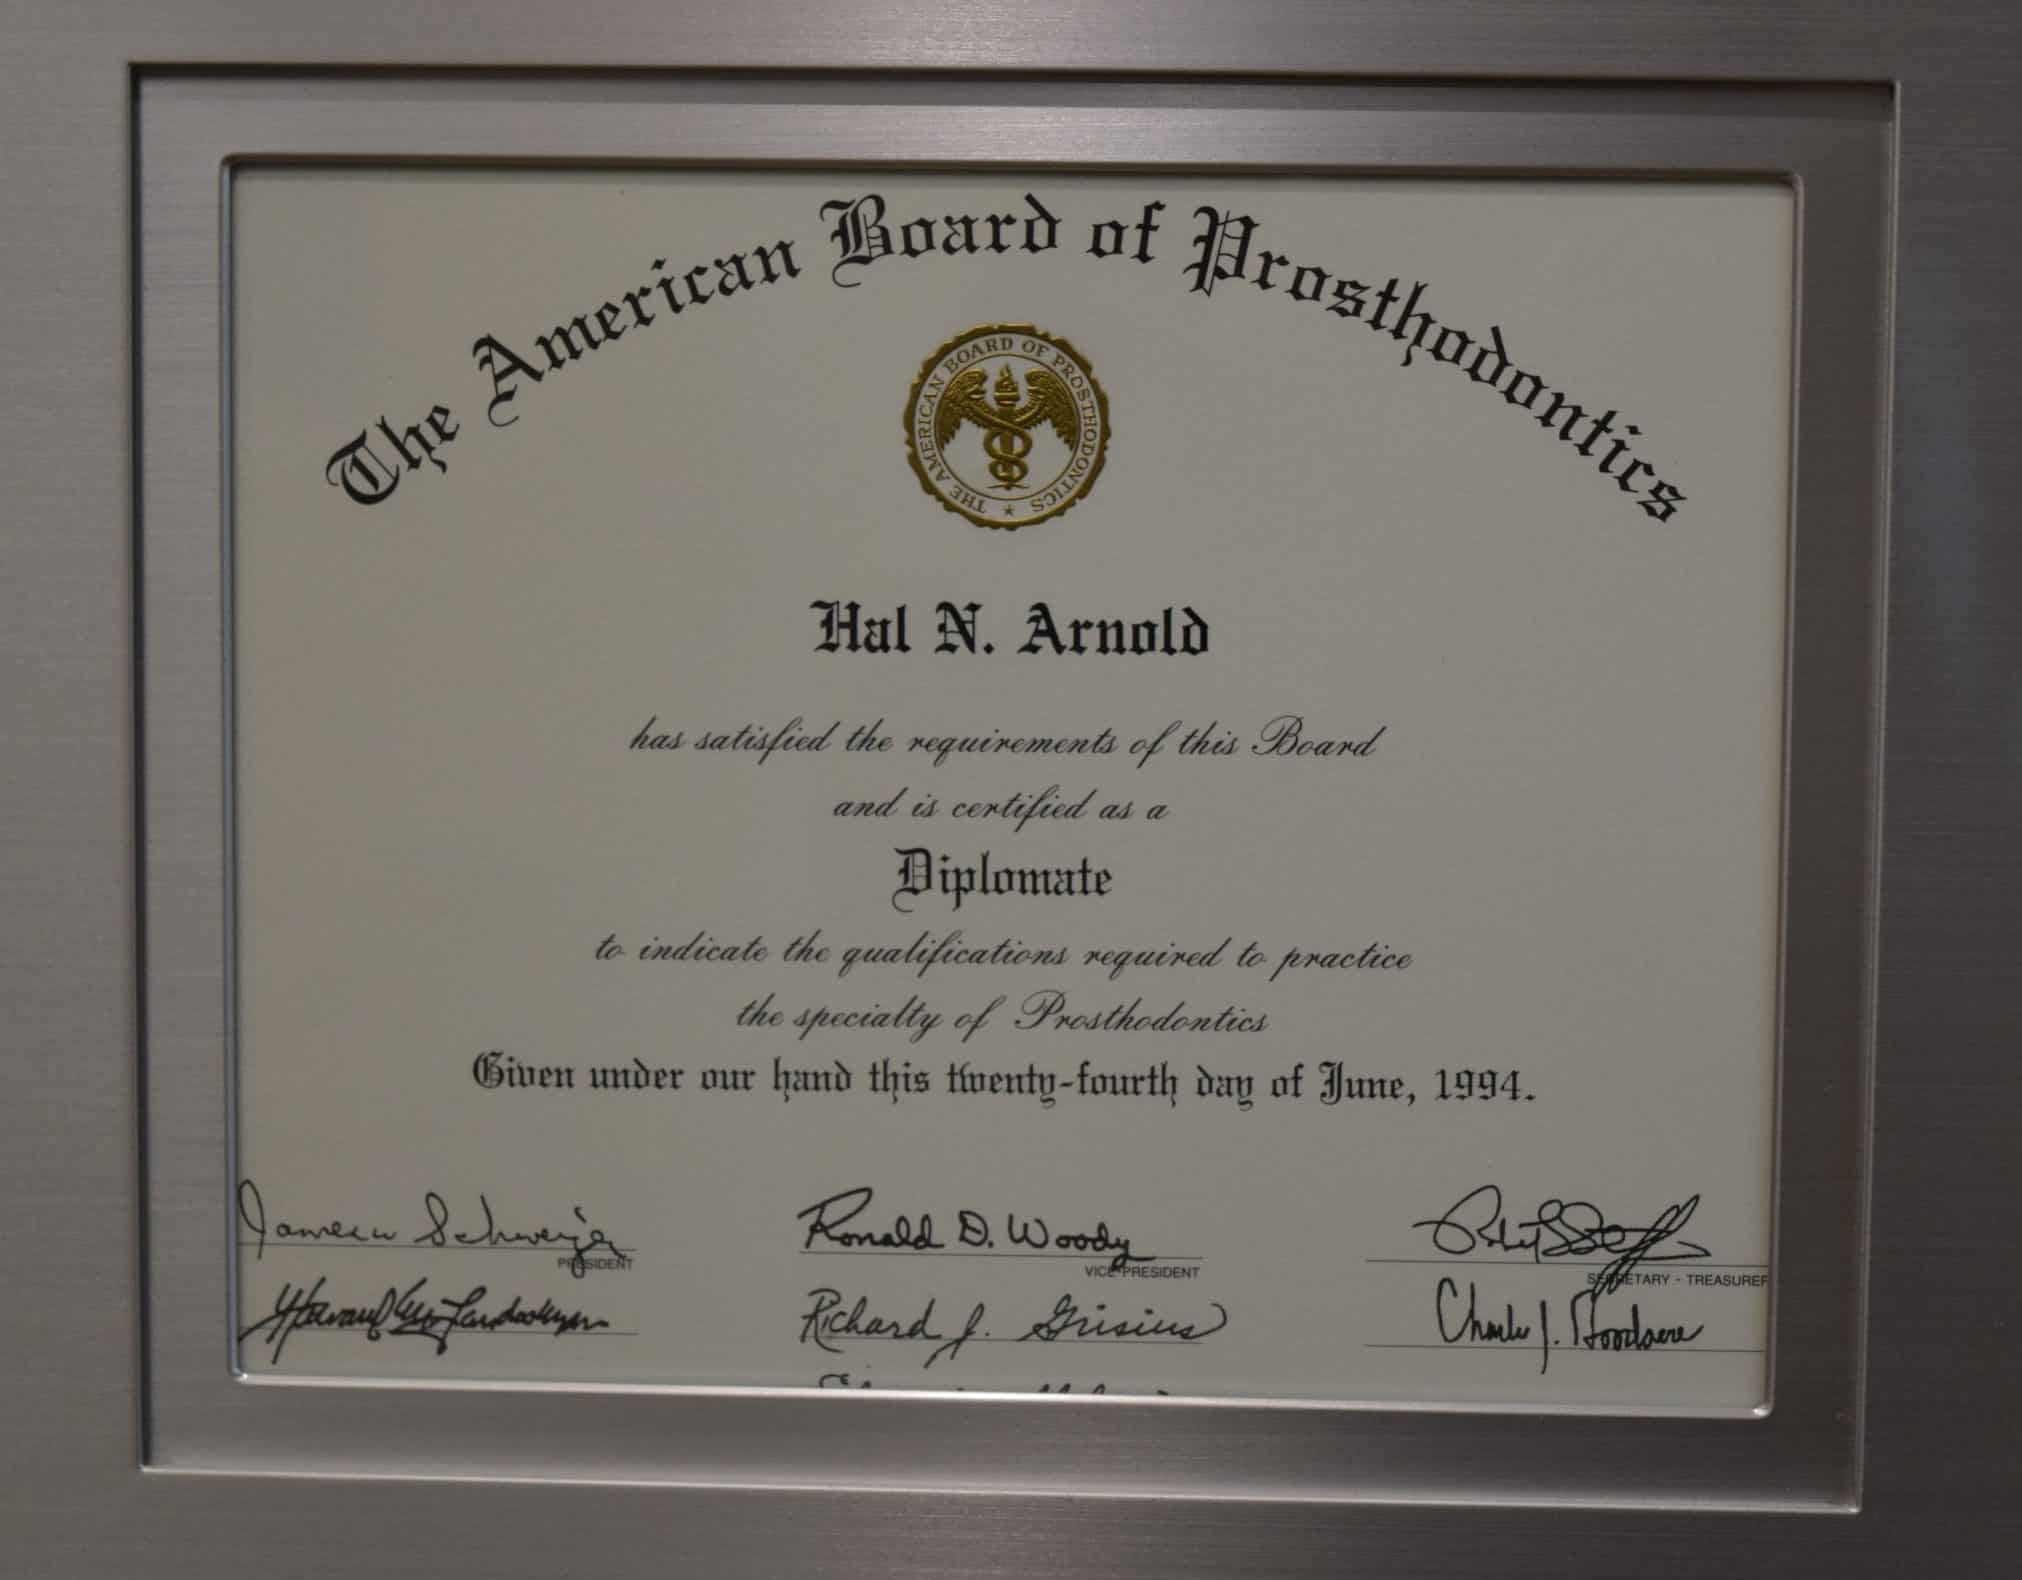 The American Board of Prosthodontics
THE AMERICAN BOARD OF PROSTHODONTICS
Hal N. Arnold
has satisfied the requirements of this Board
and is certified as a
Diplomate
to indicate the qualifications required to practice
the specialty of Prosthodontics
Given under our hand this twenty-fourth day of June, 1994.
Ronald D. Woody
PRESIDENT VICE-PRESIDENT SECRETARY - TREASURER
Richard J. Grisius